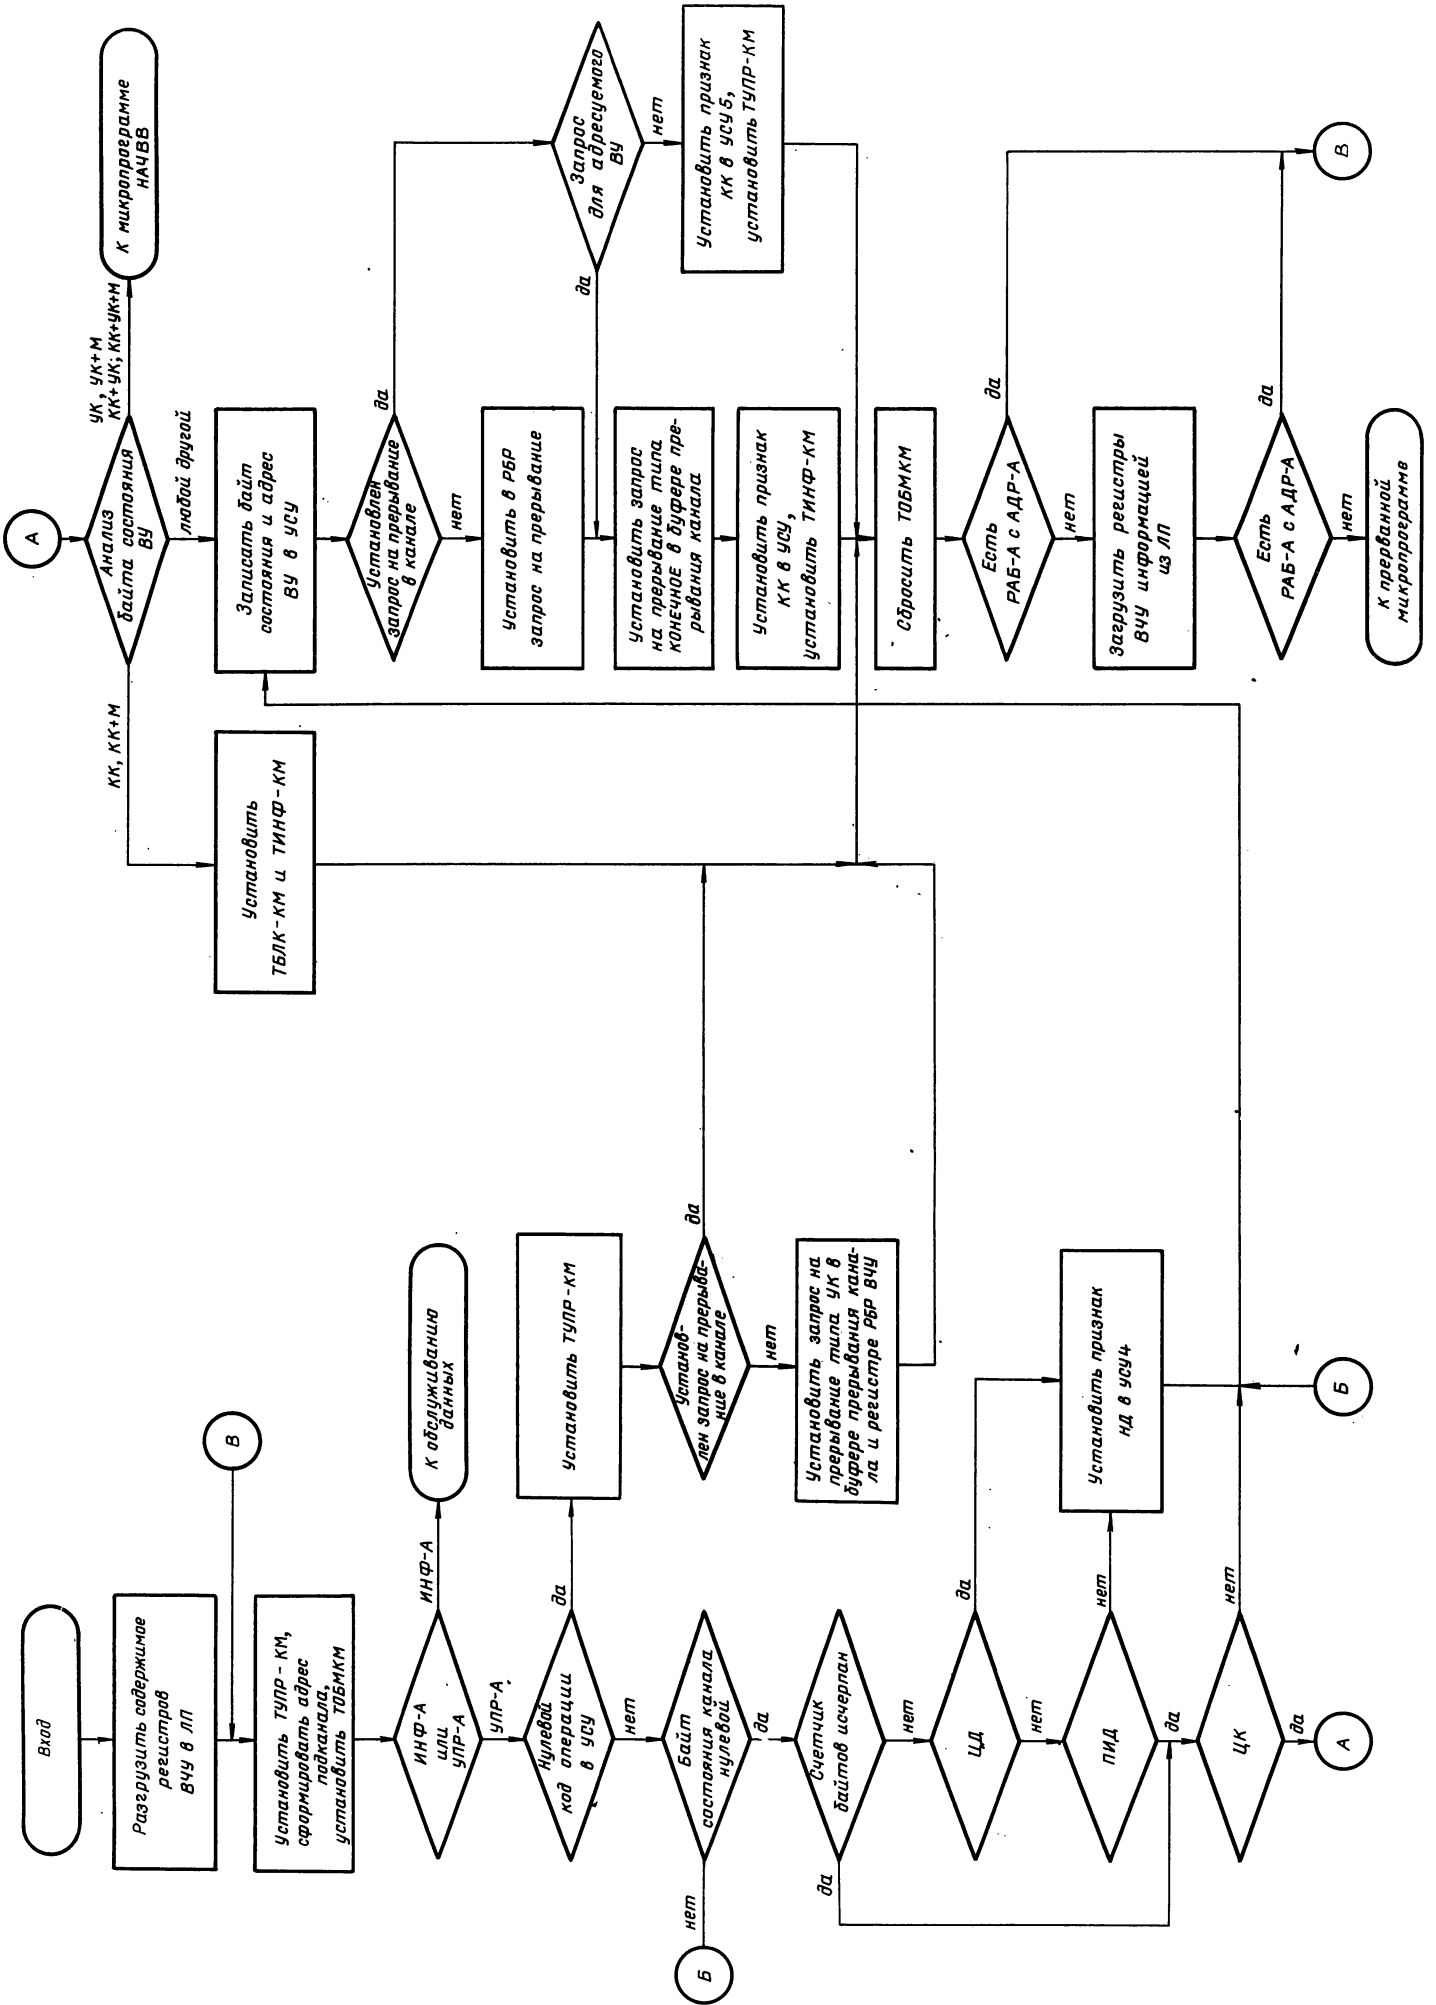 Вход
Разгрузить содержимое
регистров
ВЧУ в ЛП
В
Установить ТУПР-КМ,
сформировать адрес
подканала,
установить ТОБМКМ
ИНФ-А
или
УПР-А
ИНФ-А
К обслуживанию
данных
УПР-А
Нулевой
код операции
в УСУ
да
Установить ТУПР-КМ
нет
Установ-
лен запрос на прерыва-
ние в канале
да
нет
Установить запрос на
прерывание типа УК в
буфере прерывания кана-
ла и регистре РБР ВЧУ
Байт
состояния канала
нулевой
нет
Б
да
Счетчик
байтов исчерпан
да
нет
ЦД
да
нет
ПИД
нет
Установить признак
НД в УСУ4
да
ЦК
нет
Б
да
А
А
Анализ
байта состояния
ВУ
УК, УК+М
КК+УК; КК+УК+М
К микропрограмме
НАЧВВ
КК, КК+М
Установить
ТБЛК-КМ и ТИНФ-КМ
любой другой
Записать байт
состояния и адрес
ВУ в УСУ
Установлен
запрос на прерывание
в канале
да
Запрос
для адресуемого
ВУ
да
нет
Установить признак
КК в УСУ5,
установить ТУПР-КМ
нет
Установить в РБР
запрос на прерывание
Установить запрос
на прерывание типа
КОНЕЧНОЕ в буфере пре-
рывания канала
Установить признак
КК в УСУ,
установить ТИНФ-КМ
Сбросить ТОБМКМ
Есть
РАБ-А с АДР-А
да
нет
Загрузить регистры
ВЧУ информацией
из ЛП
Есть
РАБ-А с АДР-А
да
В
нет
К прерванной
микропрограмме